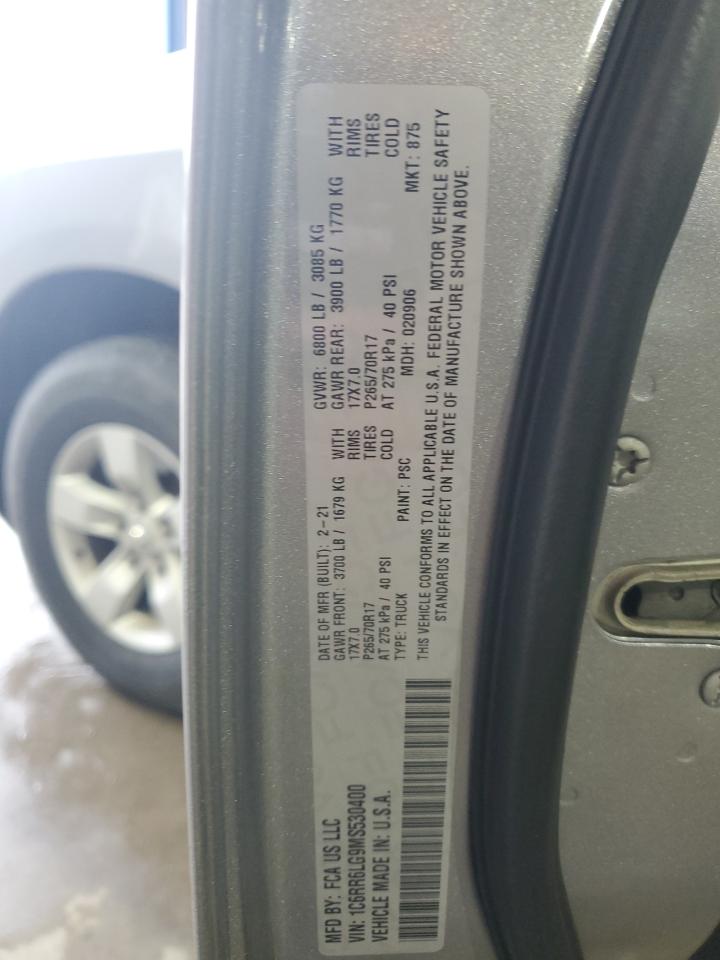 MFD BY: FCA US LLC
VIN: 1C6RR6LG9MS530400
VEHICLE MADE IN: U.S.A.
DATE OF MFR (BUILT): 2-21 GVWR: 6800 LB / 3085 KG
GAWR FRONT: 3700 LB / 1679 KG WITH GAWR REAR: 3900 LB / 1770 KG WITH
17X7.0 RIMS 17X7.0 RIMS
P265/70R17 TIRES P265/70R17 TIRES
AT 275 kPa / 40 PSI COLD AT 275 kPa / 40 PSI COLD
TYPE: TRUCK PAINT: PSC MDH: 020906 MKT: 875
THIS VEHICLE CONFORMS TO ALL APPLICABLE U.S.A. FEDERAL MOTOR VEHICLE SAFETY
STANDARDS IN EFFECT ON THE DATE OF MANUFACTURE SHOWN ABOVE.